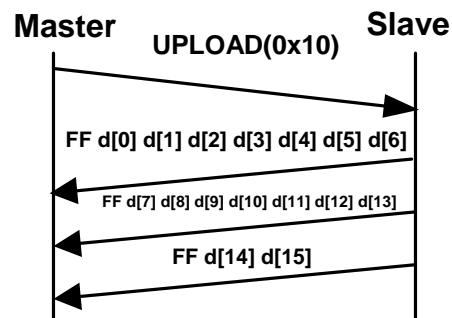 Master Slave
UPLOAD(0x10)
FF d[0] d[1] d[2] d[3] d[4] d[5] d[6]
FF d[7] d[8] d[9] d[10] d[11] d[12] d[13]
FF d[14] d[15]